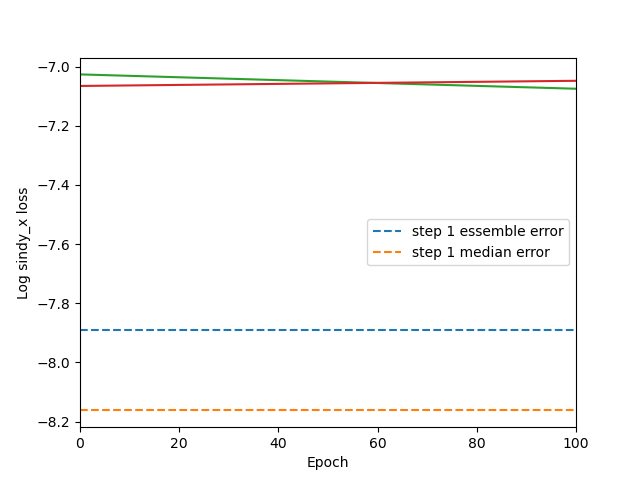 −7.0
−7.2
−7.4
−7.6
−7.8
−8.0
−8.2
Log sindy_x loss
step 1 essemble error
step 1 median error
0 20 40 60 80 100
Epoch